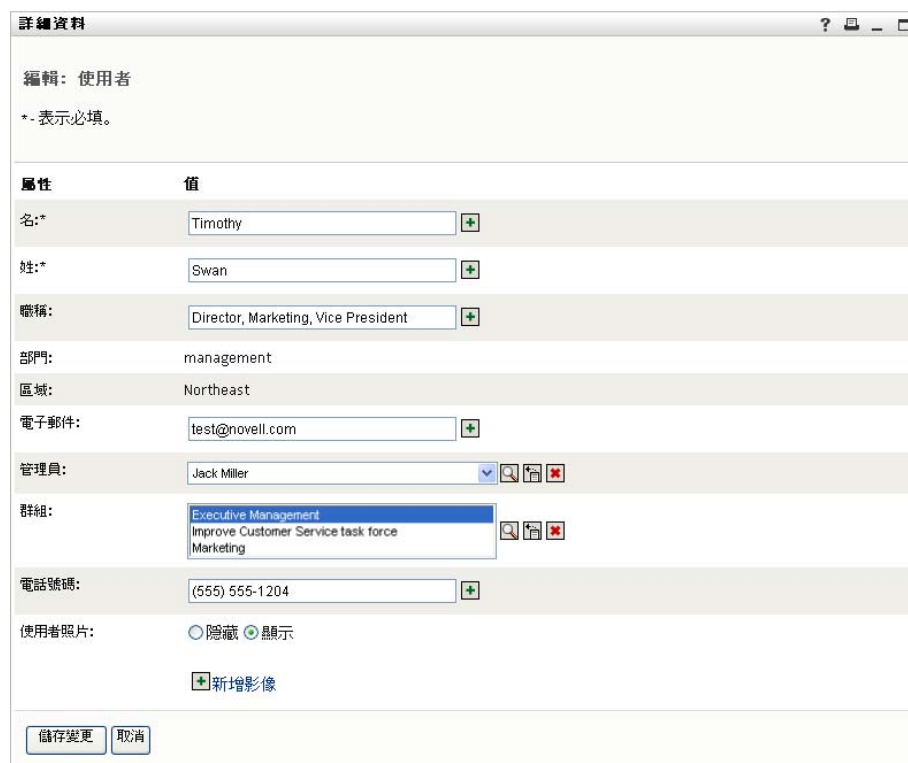 詳細資料
?
編輯: 使用者
*- 表示必填。
屬性 值
名:* Timothy
姓:* Swan
職稱: Director, Marketing, Vice President
部門: management
區域: Northeast
電子郵件: test@novell.com
管理員: Jack Miller
群組: Executive Management
Improve Customer Service task force
Marketing
電話號碼: (555) 555-1204
使用者照片: 隱藏 顯示
新增影像
儲存變更 取消